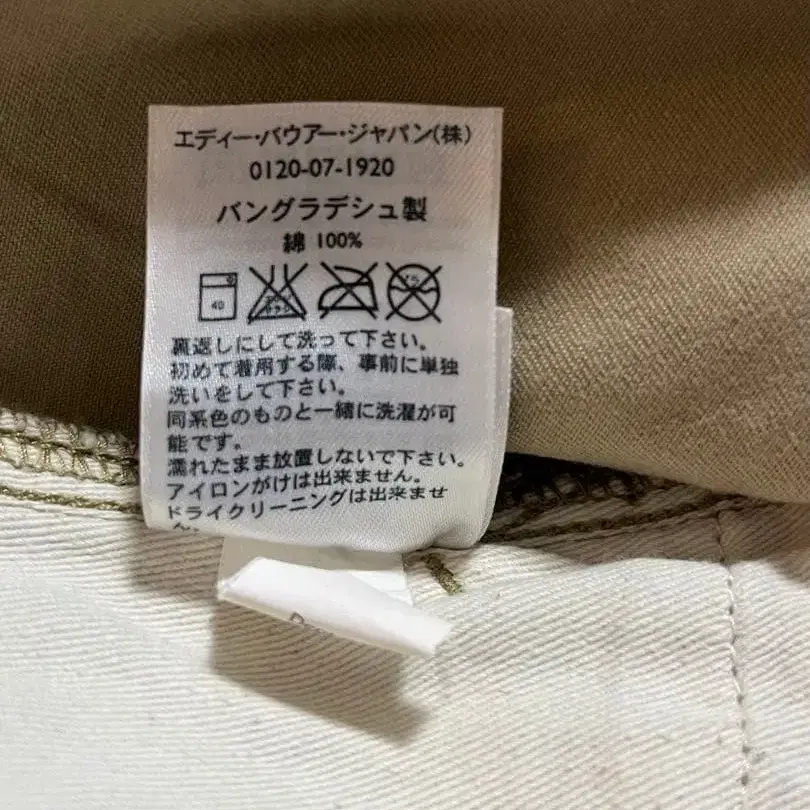 エディー・バウアー・ジャパン(株)
0120-07-1920
バングラデシュ製
綿 100%
40
裏返しにして洗って下さい。
初めて着用する際、事前に単独
洗いをして下さい。
同系色のものと一緒に洗濯が可
能です。
濡れたまま放置しないで下さい。
アイロンがけは出来ません。
ドライクリーニングは出来ませ
ん。